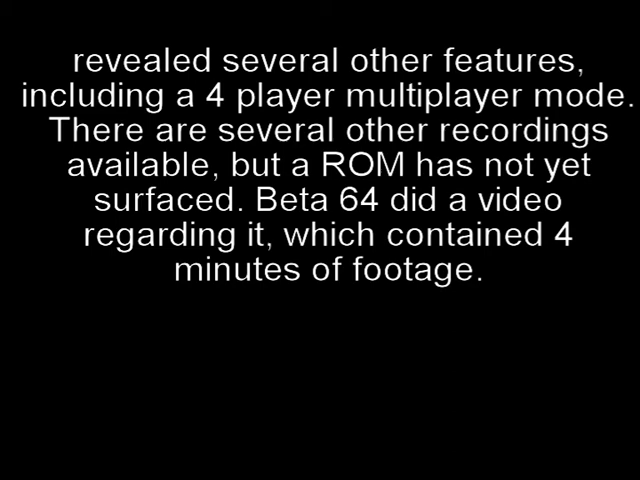 revealed several other features,
including a 4 player multiplayer mode.
There are several other recordings
available, but a ROM has not yet
surfaced. Beta 64 did a video
regarding it, which contained 4
minutes of footage.